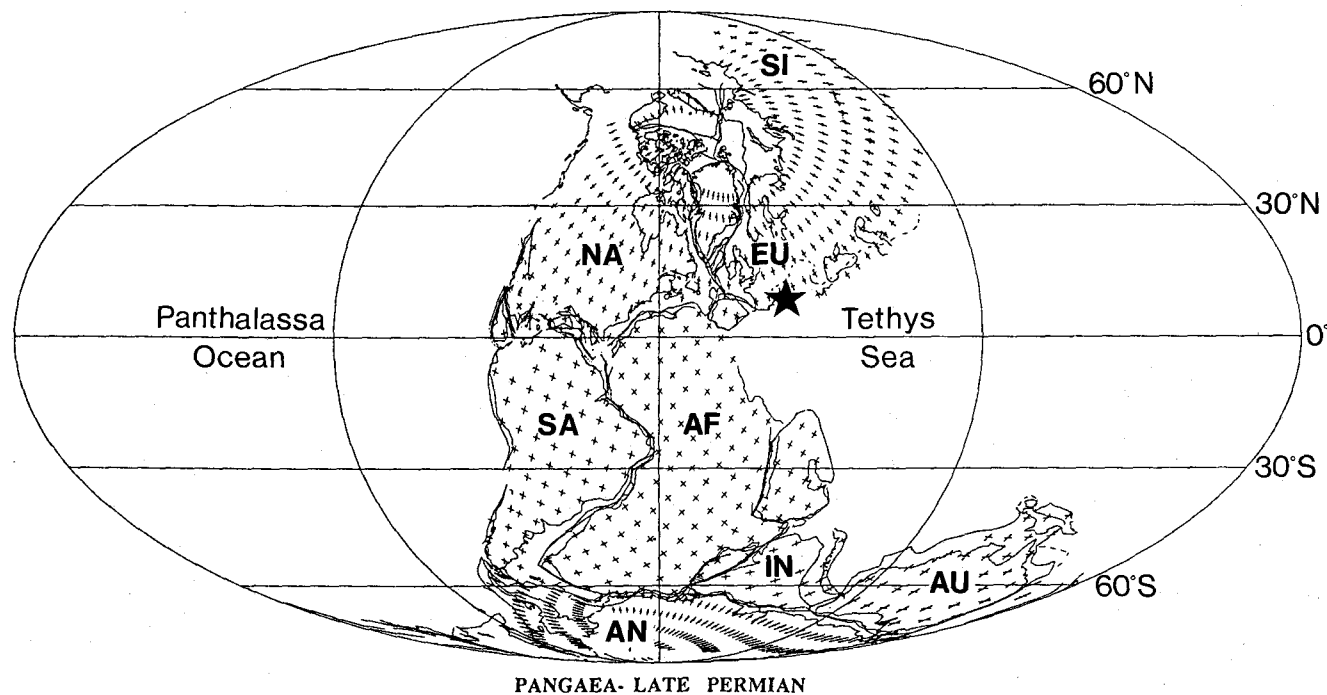 SI
60°N
30°N
NA
EU
Panthalassa
Ocean
Tethys
Sea
0°
SA
AF
30°S
IN
AU
60°S
AN
PANGAEA- LATE PERMIAN